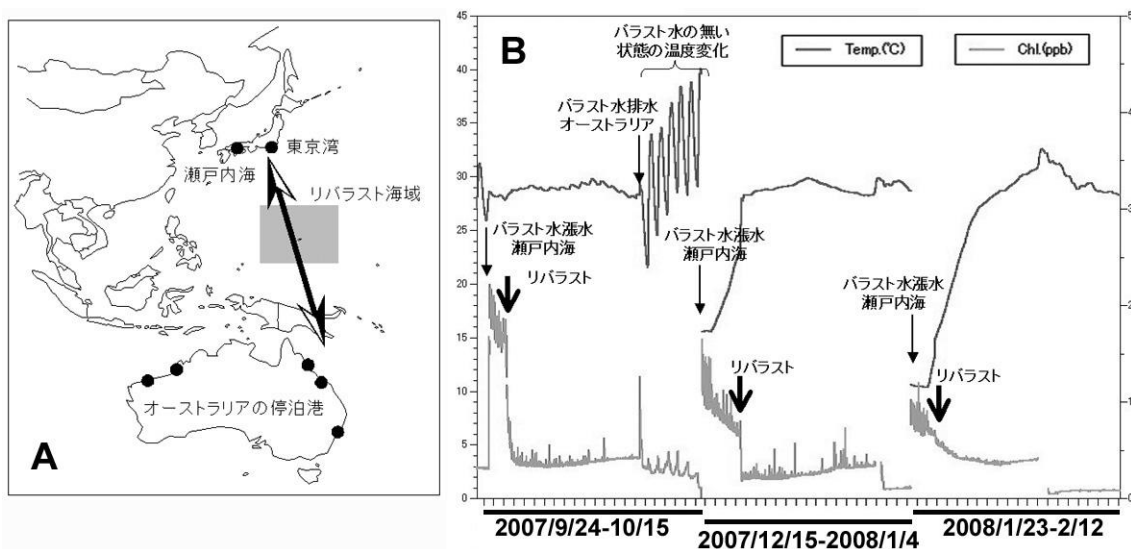 東京湾
瀬戸内海
リバラスト海域
オーストラリアの停泊港
A
B
バラスト水の無い
状態の温度変化
Temp.(℃)
Chl.(ppb)
バラスト水排水
オーストラリア
バラスト水漲水
瀬戸内海
リバラスト
バラスト水漲水
瀬戸内海
リバラスト
バラスト水漲水
瀬戸内海
リバラスト
45
40
35
30
25
20
15
10
5
0
5
4
3
2
1
0
2007/9/24-10/15
2007/12/15-2008/1/4
2008/1/23-2/12